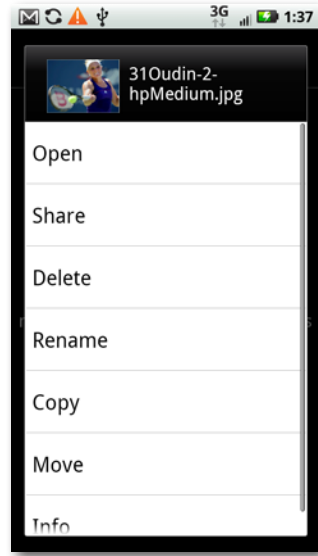 3G 1:37
31Oudin-2-
hpMedium.jpg
Open
Share
Delete
Rename
Copy
Move
Info